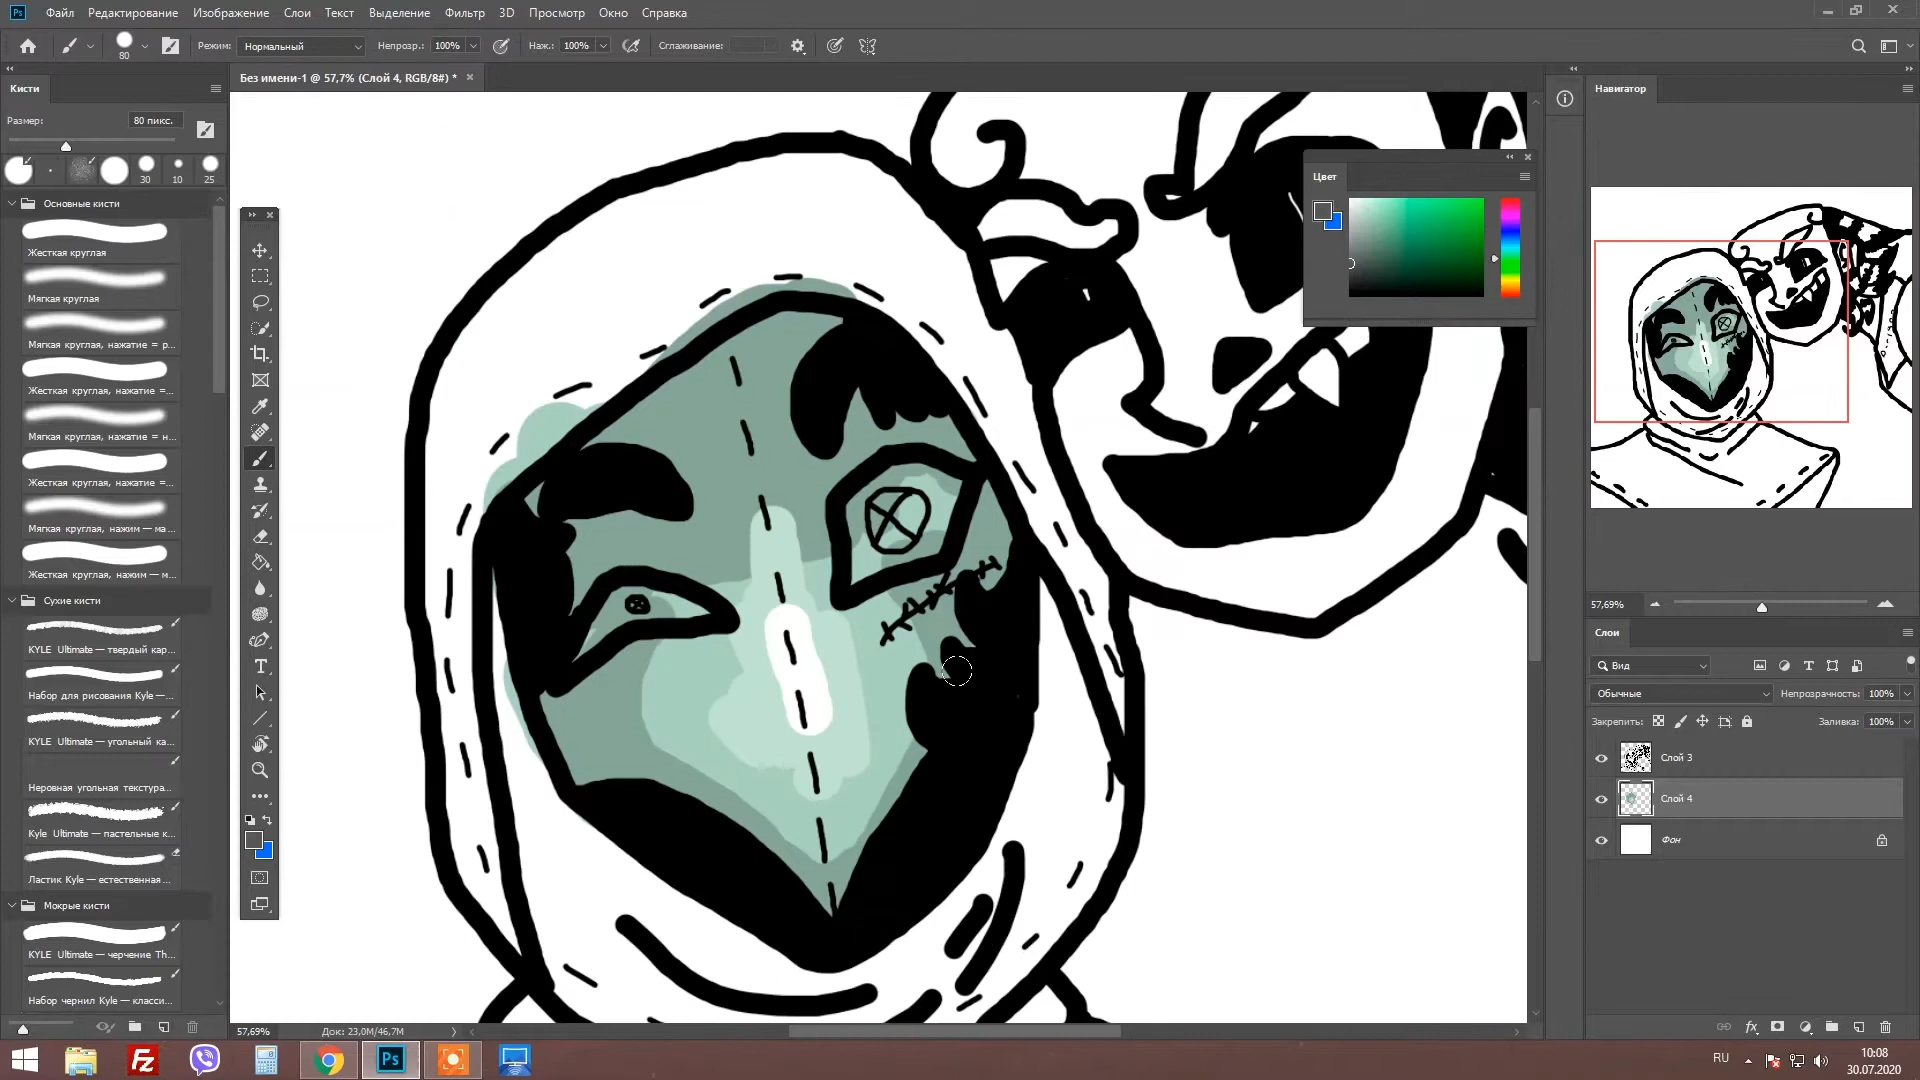 Ps Файл Редактирование Изображение Слои Текст Выделение Фильтр 3D Просмотр Окно Справка
80 Режим: Нормальный Непрозр.: 100% Наж.: 100% Сглаживание:
Кисти
Размер: 80 пикс.
30 10 25
Основные кисти
Жесткая круглая
Мягкая круглая
Мягкая круглая, нажатие = р...
Жесткая круглая, нажатие =...
Мягкая круглая, нажатие = н...
Жесткая круглая, нажатие =...
Мягкая круглая, нажим — ма ...
Жесткая круглая, нажим — м...
Сухие кисти
KYLE Ultimate — твердый кар...
Набор для рисования Kyle —...
KYLE Ultimate — угольный ка...
Неровная угольная текстура...
Kyle Ultimate — пастельные к...
Ластик Kyle — естественная ...
Мокрые кисти
KYLE Ultimate — черчение Th...
Набор чернил Kyle — класси...
Без имени-1 @ 57,7% (Слой 4, RGB/8#) *
Цвет
57,69% Док: 23,0M/46,7M
Навигатор
57,69%
Слои
Вид
Обычные Непрозрачность: 100%
Закрепить: Заливка: 100%
Слой 3
Слой 4
Фон
Fz Ps RU 10:08
30.07.2020